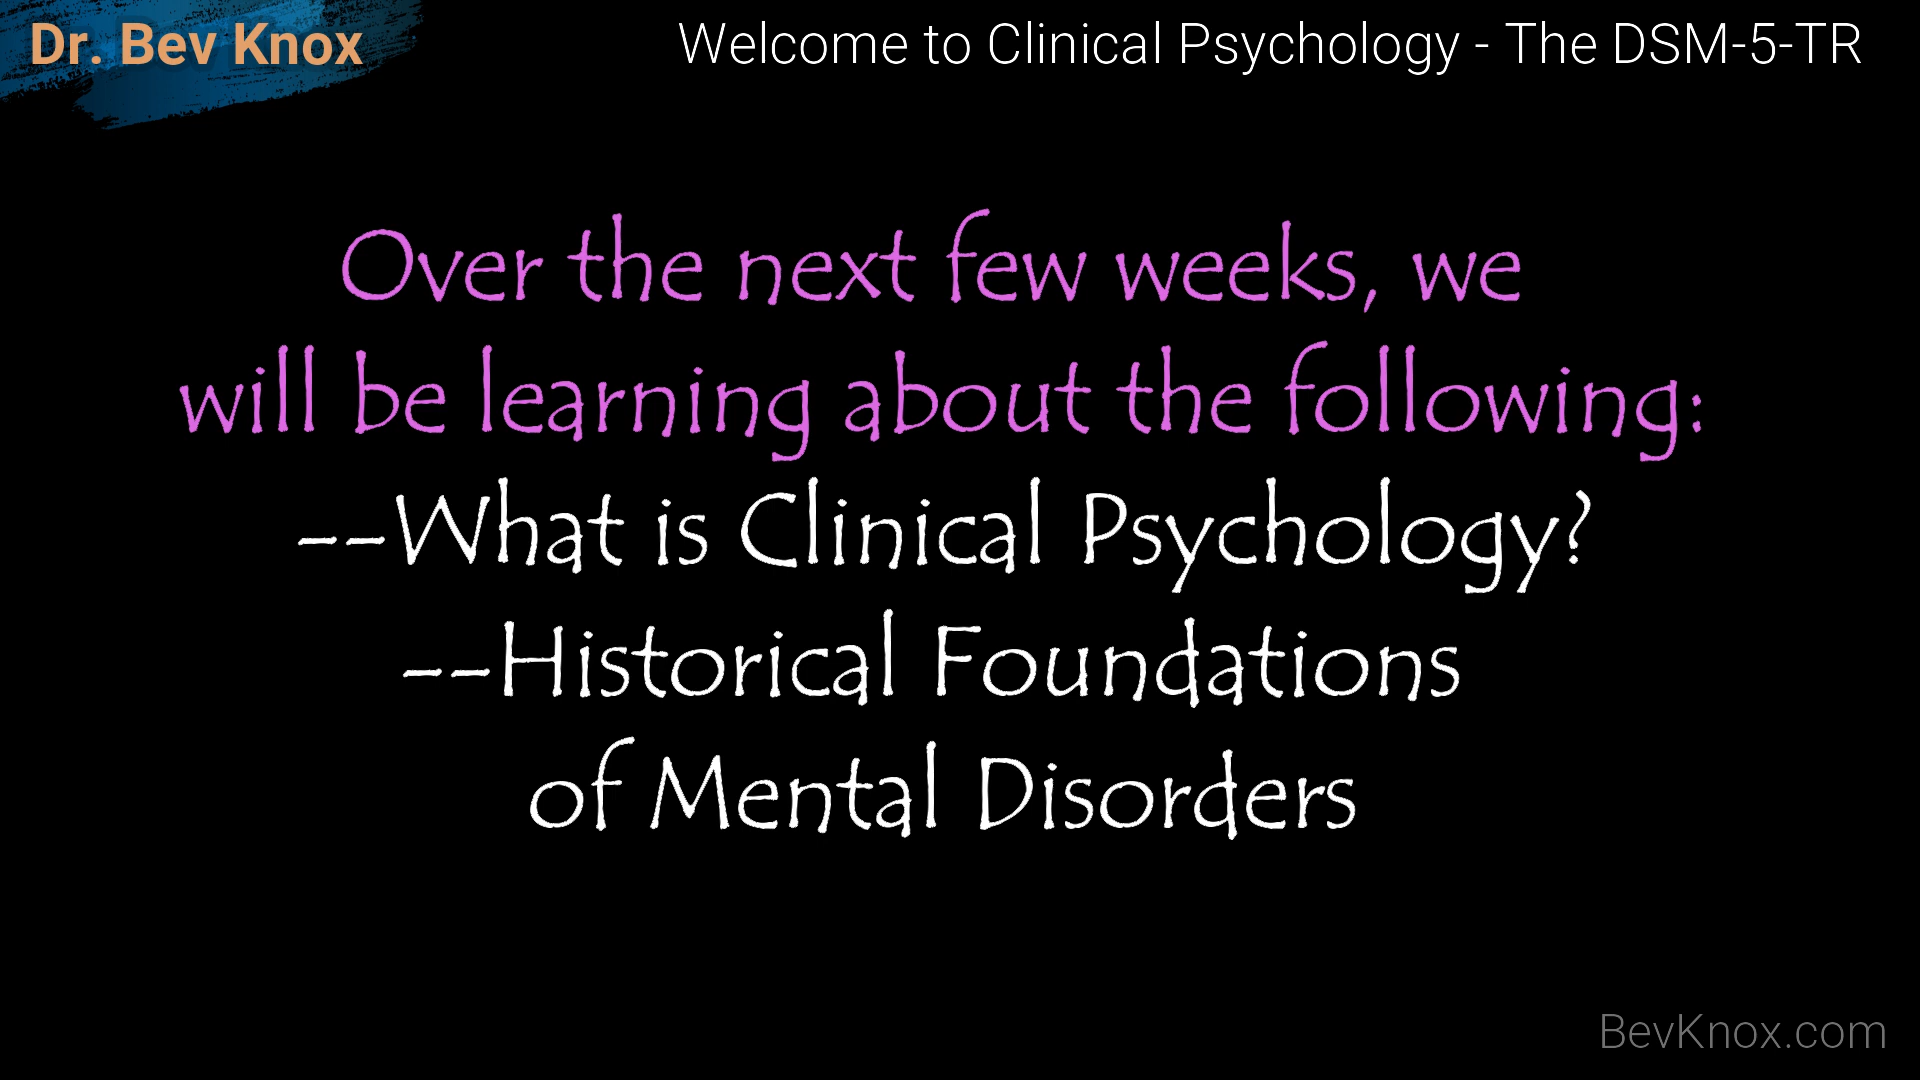 Dr. Bev Knox
Welcome to Clinical Psychology - The DSM-5-TR
Over the next few weeks, we
will be learning about the following:
--What is Clinical Psychology?
--Historical Foundations
of Mental Disorders
BevKnox.com